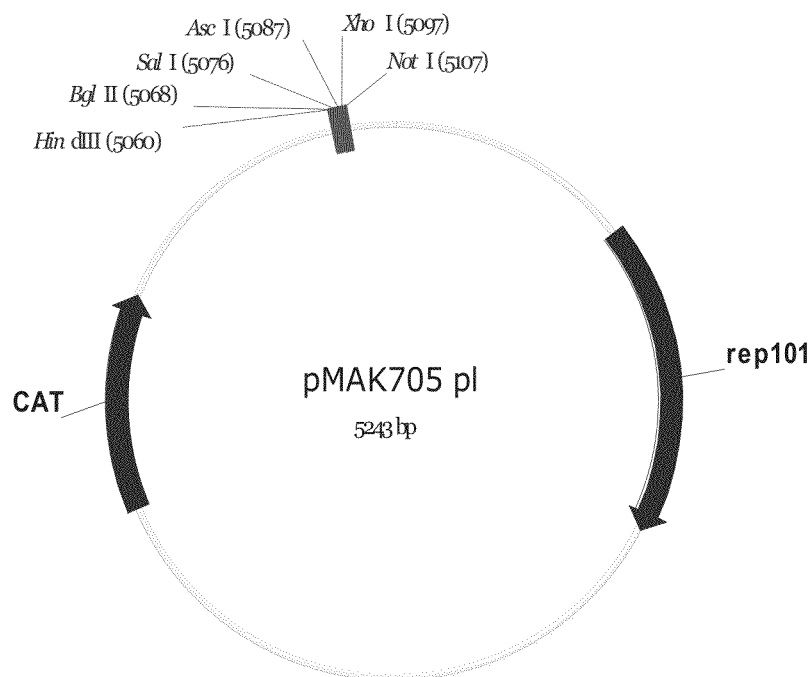 Asc I (5087)
Xho I (5097)
Sal I (5076)
Not I (5107)
Bgl II (5068)
Hin dIII (5060)
rep101
pMAK705 pl
CAT
5243 bp